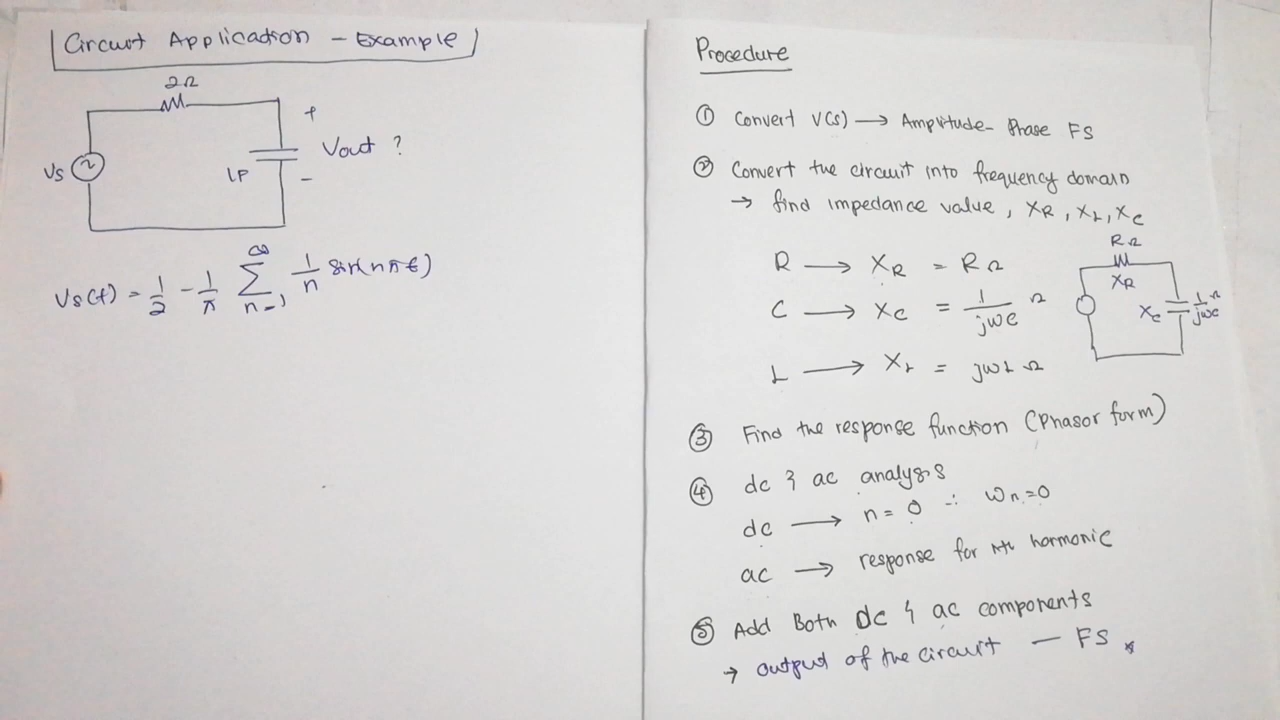 Circuit Application - Example
2Ω
+
Vs
1F
Vout ?
-
Vs(t) = 1/2 - 1/π ∑_{n=1}^{∞} 1/n sin(nπt)
Procedure
① Convert V(s) → Amplitude- Phase FS
② Convert the circuit into frequency domain
→ find impedance value, XR, XL, Xc
R → XR = RΩ
C → Xc = 1/jωC Ω
L → XL = jωL Ω
RΩ
XR
Xc
1/jωc Ω
③ Find the response function (Phasor form)
④ dc & ac analysis
dc → n = 0 ∴ ωn=0
ac → response for nth harmonic
⑤ Add Both dc & ac components
→ output of the circuit — FS *